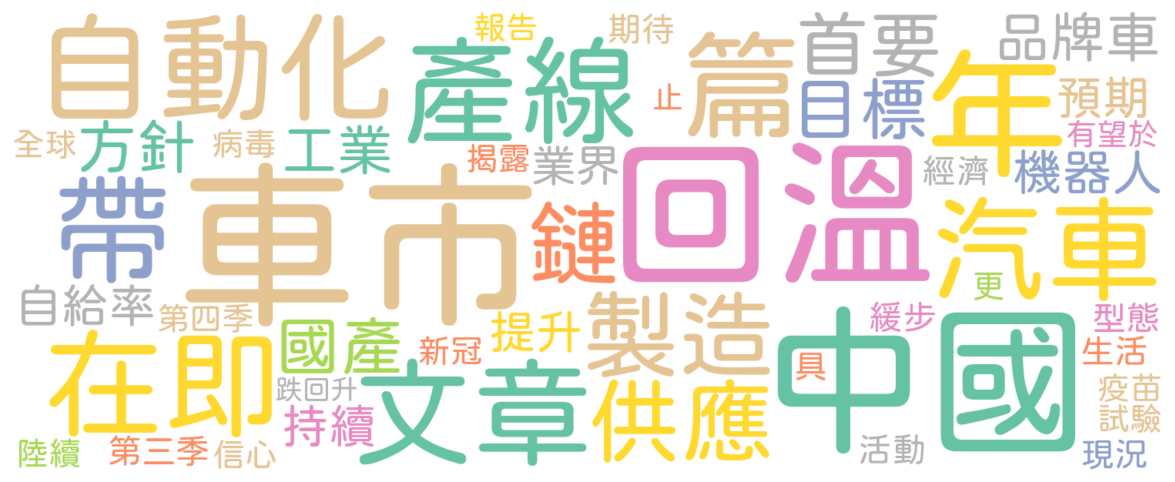 自動化
產線
報告
期待
止
篇
首要
目標
年
品牌車
預期
有望於
全球
方針
病毒
工業
揭露
業界
經濟
機器人
帶
車市
鏈
回溫
汽車
更
自給率
第四季
國產
新冠
提升
製造
中國
緩步
型態
在即
跌回升
持續
文章
供應
具
生活
疫苗
試驗
陸續
第三季
信心
活動
現況